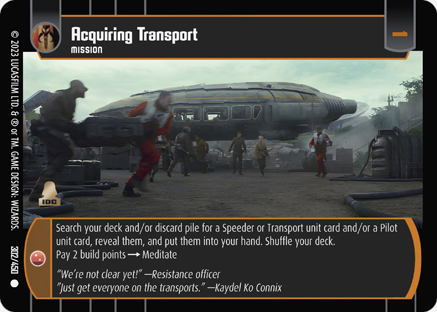 Acquiring Transport
MISSION
1
© 2023 LUCASFILM LTD. & ® or TM. GAME DESIGN: WIZARDS.
302/450
IDC
Search your deck and/or discard pile for a Speeder or Transport unit card and/or a Pilot
unit card, reveal them, and put them into your hand. Shuffle your deck.
Pay 2 build points → Meditate
“We’re not clear yet!” —Resistance officer
“Just get everyone on the transports.” —Kaydel Ko Connix